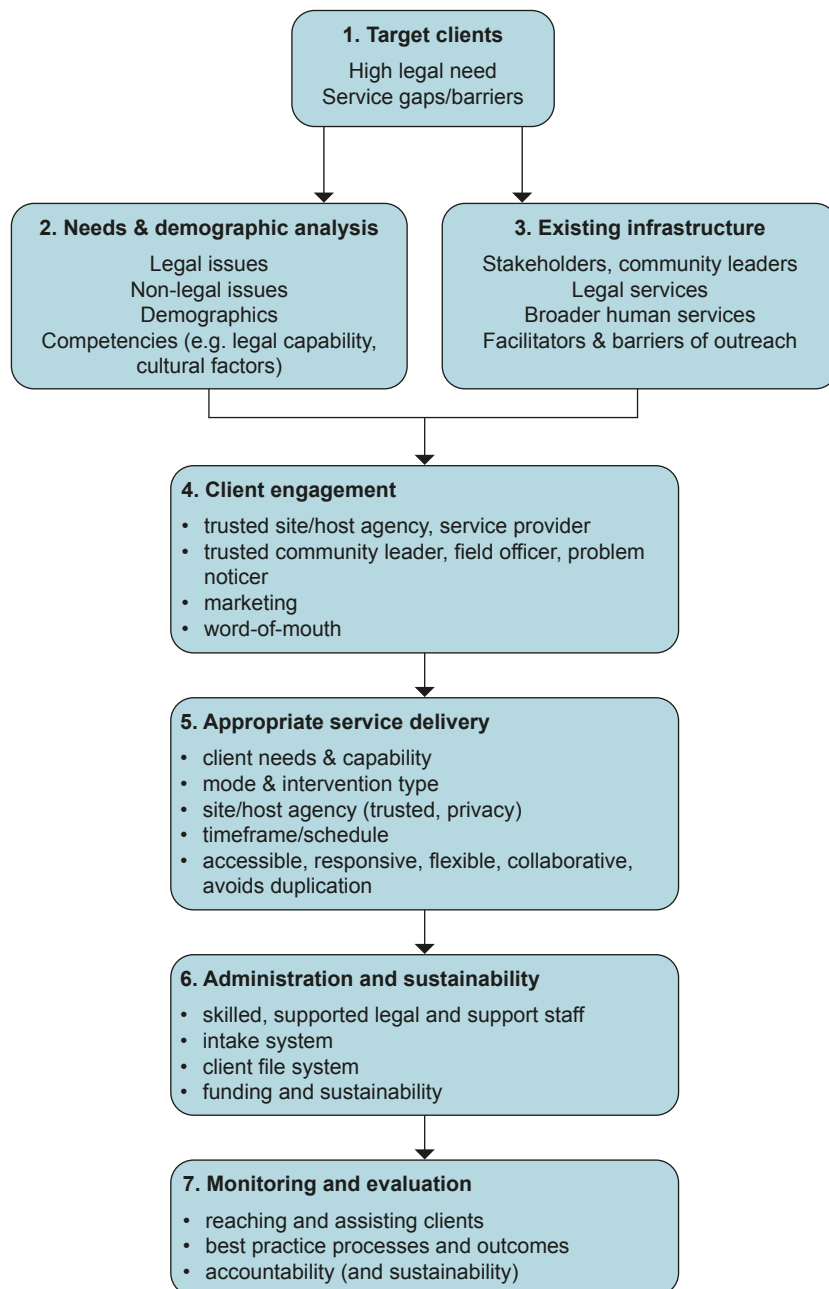 1. Target clients
High legal need
Service gaps/barriers
2. Needs & demographic analysis
Legal issues
Non-legal issues
Demographics
Competencies (e.g. legal capability,
cultural factors)
3. Existing infrastructure
Stakeholders, community leaders
Legal services
Broader human services
Facilitators & barriers of outreach
4. Client engagement
• trusted site/host agency, service provider
• trusted community leader, field officer, problem
noticer
• marketing
• word-of-mouth
5. Appropriate service delivery
• client needs & capability
• mode & intervention type
• site/host agency (trusted, privacy)
• timeframe/schedule
• accessible, responsive, flexible, collaborative,
avoids duplication
6. Administration and sustainability
• skilled, supported legal and support staff
• intake system
• client file system
• funding and sustainability
7. Monitoring and evaluation
• reaching and assisting clients
• best practice processes and outcomes
• accountability (and sustainability)